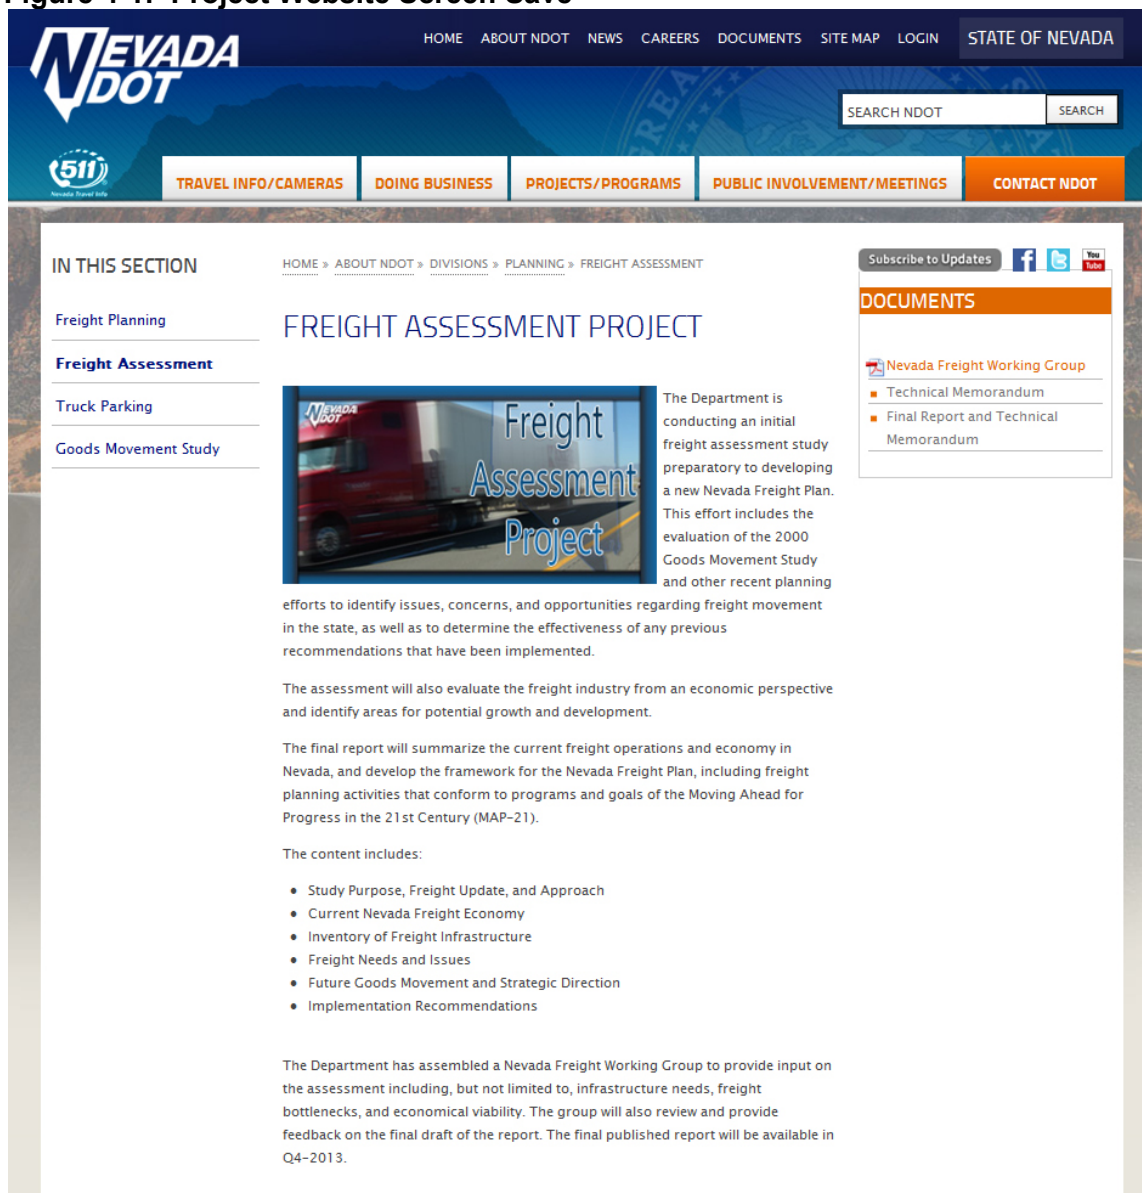 NEVADA
DOT
HOME ABOUT NDOT NEWS CAREERS DOCUMENTS SITE MAP LOGIN STATE OF NEVADA
SEARCH NDOT SEARCH
511
Nevada Travel Info
TRAVEL INFO/CAMERAS DOING BUSINESS PROJECTS/PROGRAMS PUBLIC INVOLVEMENT/MEETINGS CONTACT NDOT
IN THIS SECTION
Freight Planning
Freight Assessment
Truck Parking
Goods Movement Study
HOME » ABOUT NDOT » DIVISIONS » PLANNING » FREIGHT ASSESSMENT
FREIGHT ASSESSMENT PROJECT
NEVADA
DOT
Freight
Assessment
Project
The Department is
conducting an initial
freight assessment study
preparatory to developing
a new Nevada Freight Plan.
This effort includes the
evaluation of the 2000
Goods Movement Study
and other recent planning
efforts to identify issues, concerns, and opportunities regarding freight movement
in the state, as well as to determine the effectiveness of any previous
recommendations that have been implemented.
The assessment will also evaluate the freight industry from an economic perspective
and identify areas for potential growth and development.
The final report will summarize the current freight operations and economy in
Nevada, and develop the framework for the Nevada Freight Plan, including freight
planning activities that conform to programs and goals of the Moving Ahead for
Progress in the 21st Century (MAP-21).
The content includes:
• Study Purpose, Freight Update, and Approach
• Current Nevada Freight Economy
• Inventory of Freight Infrastructure
• Freight Needs and Issues
• Future Goods Movement and Strategic Direction
• Implementation Recommendations
The Department has assembled a Nevada Freight Working Group to provide input on
the assessment including, but not limited to, infrastructure needs, freight
bottlenecks, and economical viability. The group will also review and provide
feedback on the final draft of the report. The final published report will be available in
Q4-2013.
Subscribe to Updates
You
Tube
DOCUMENTS
Nevada Freight Working Group
Technical Memorandum
Final Report and Technical
Memorandum